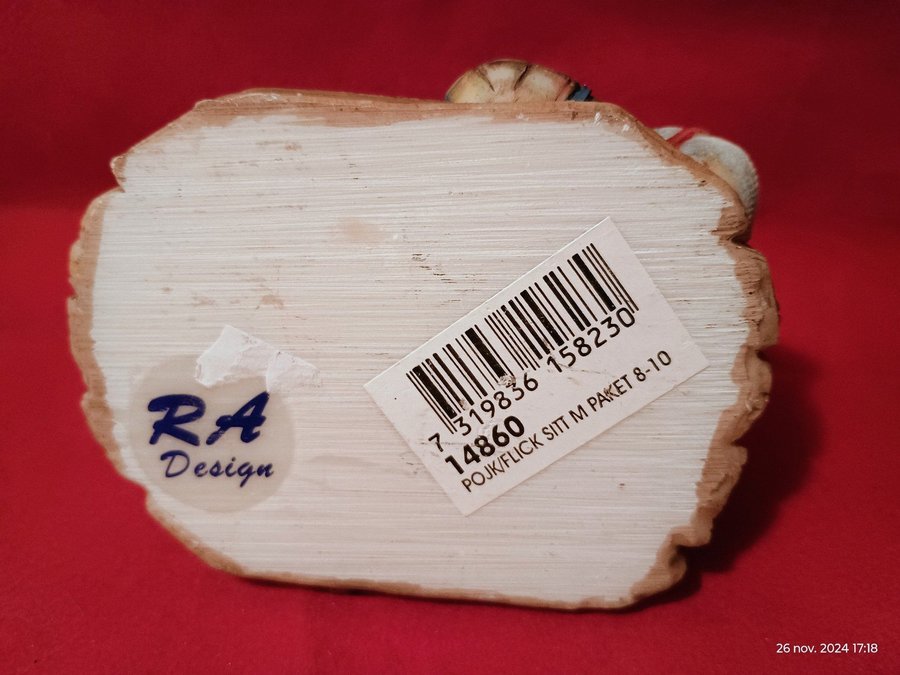 RA
Design
7 319836 158230
14860
POJK/FLICK SITT M PAKET 8-10
26 nov. 2024 17:18